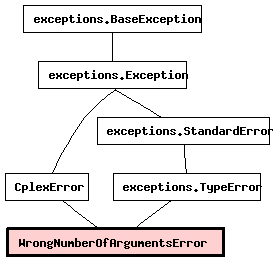 exceptions.BaseException
exceptions.Exception
exceptions.StandardError
CplexError
exceptions.TypeError
WrongNumberOfArgumentsError